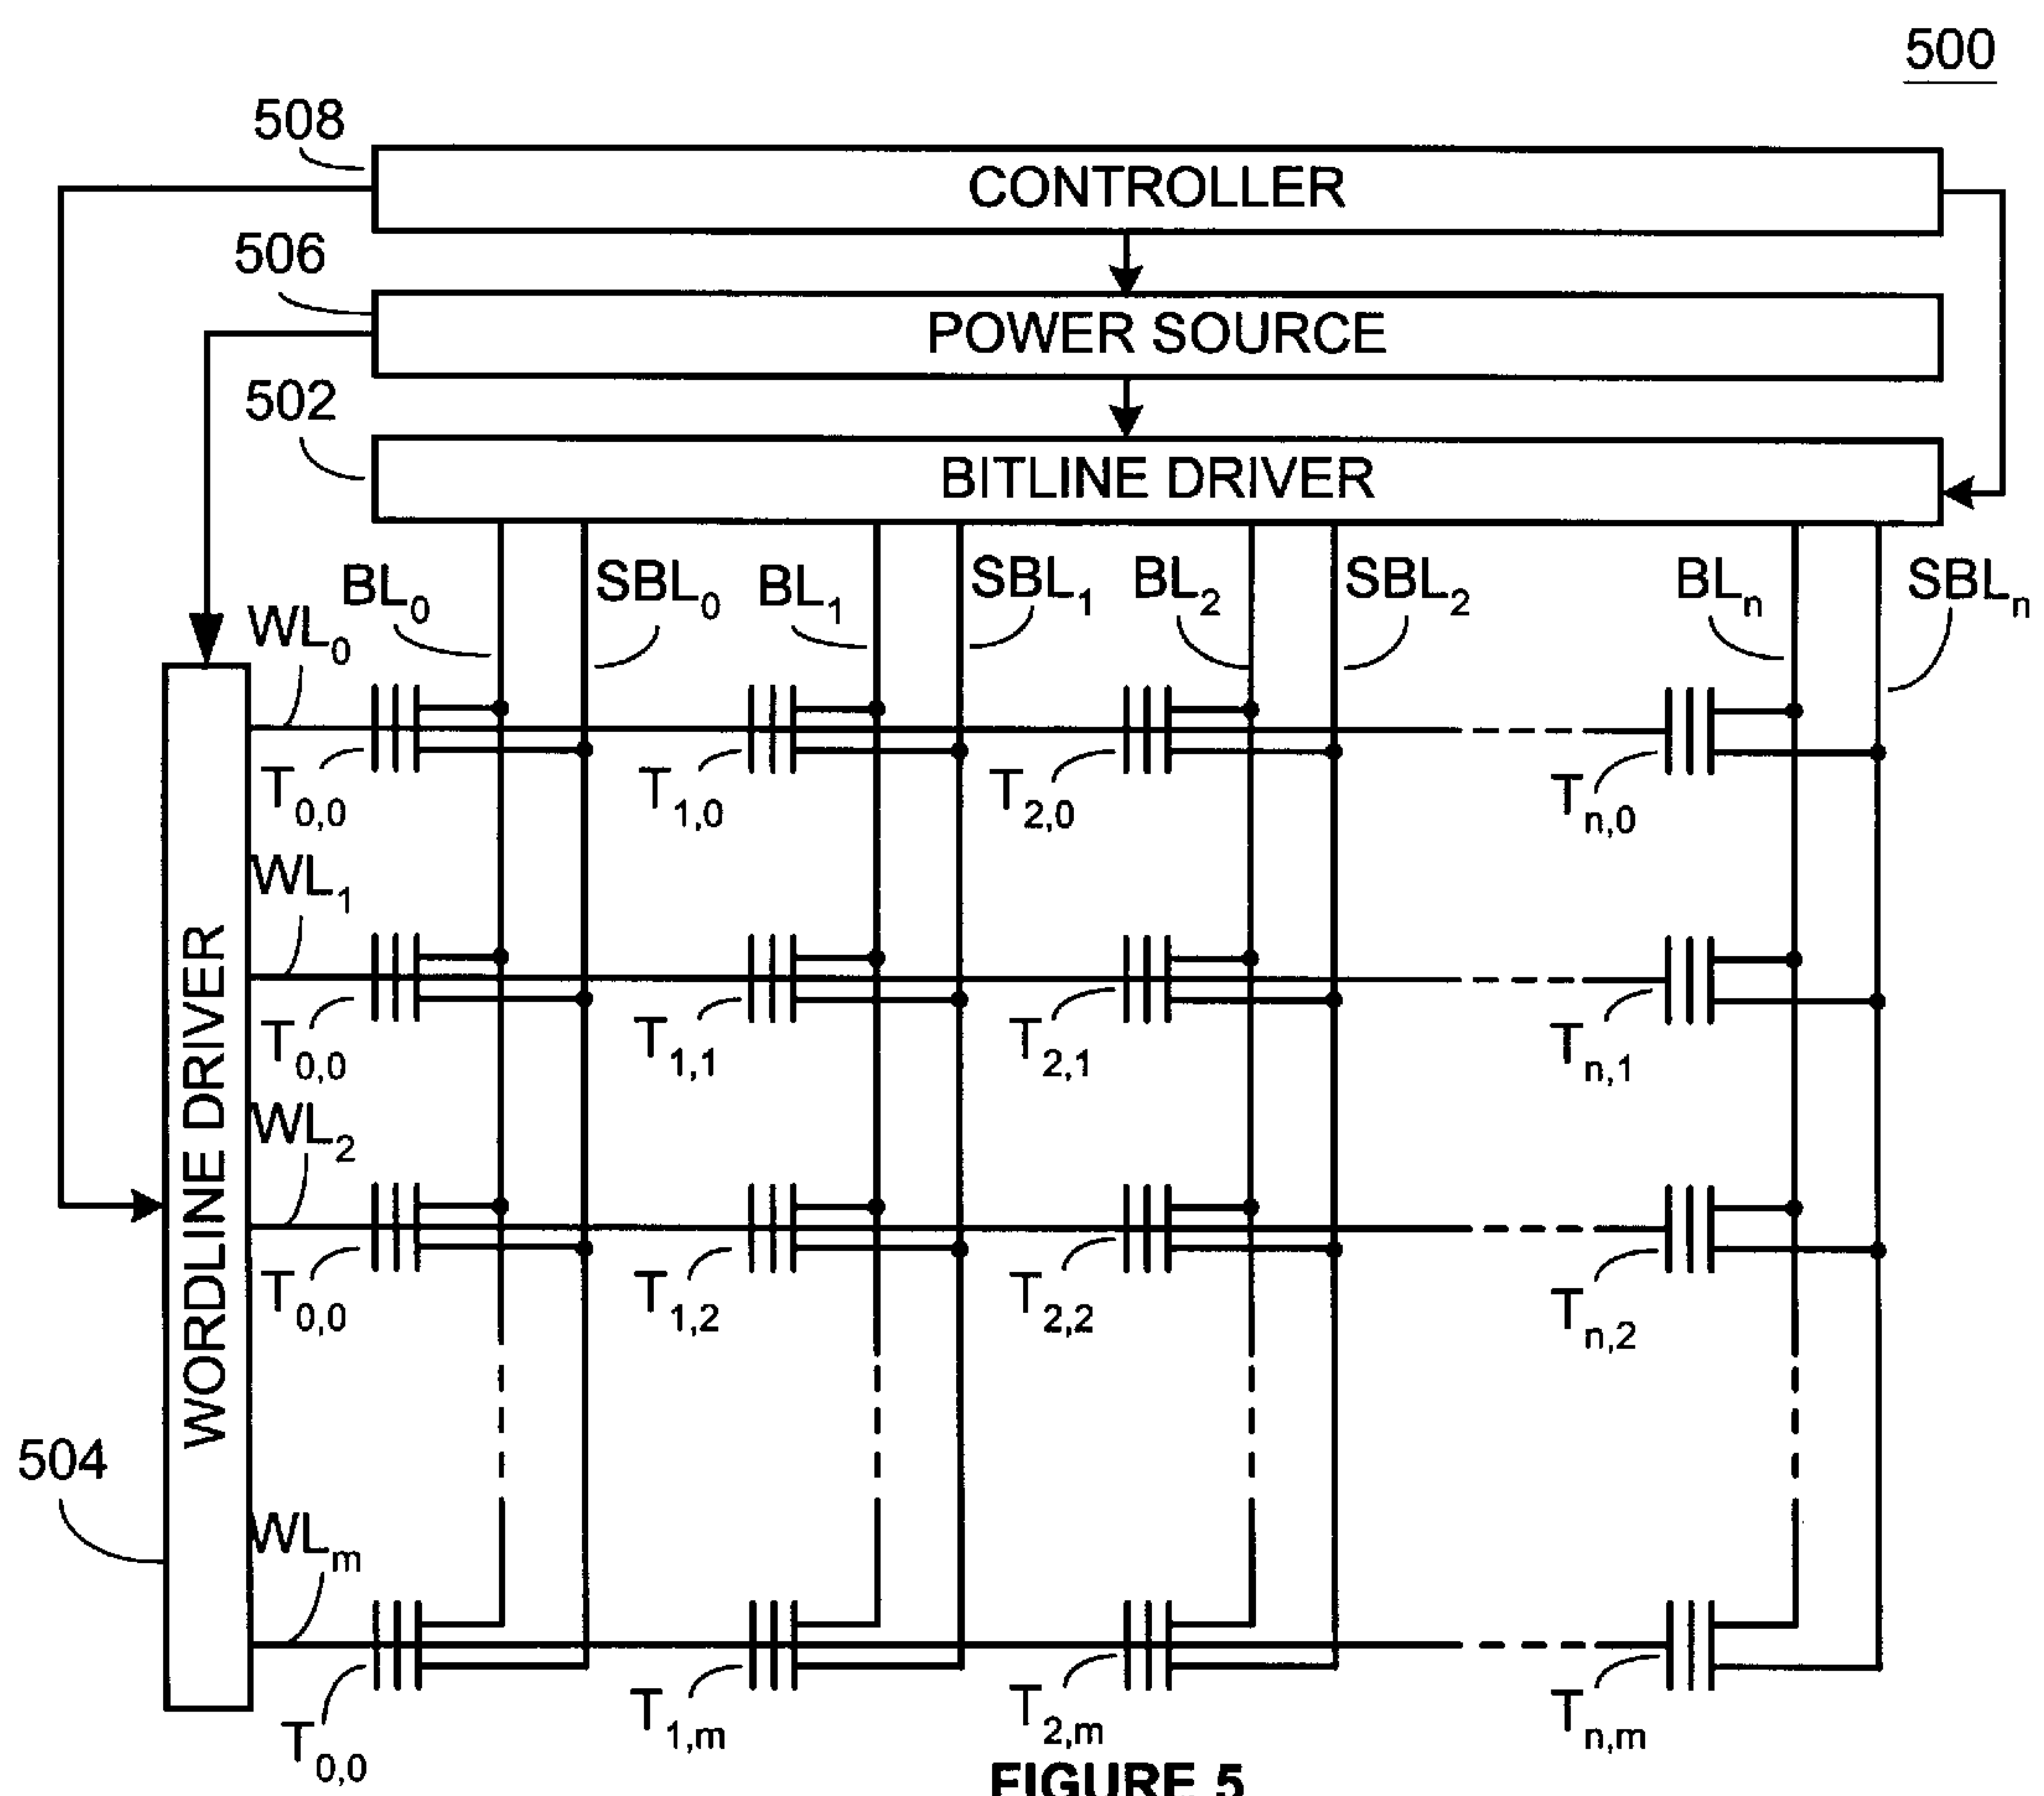 500
508
CONTROLLER
506
POWER SOURCE
502
BITLINE DRIVER
BL₀ SBL₀ BL₁ SBL₁ BL₂ SBL₂ BLₙ SBLₙ
WL₀
T₀,₀ T₁,₀ T₂,₀ Tₙ,₀
WL₁
T₀,₀ T₁,₁ T₂,₁ Tₙ,₁
WL₂
T₀,₀ T₁,₂ T₂,₂ Tₙ,₂
WORDLINE DRIVER
504
WLₘ
T₀,₀ T₁,ₘ T₂,ₘ Tₙ,ₘ
FIGURE 5